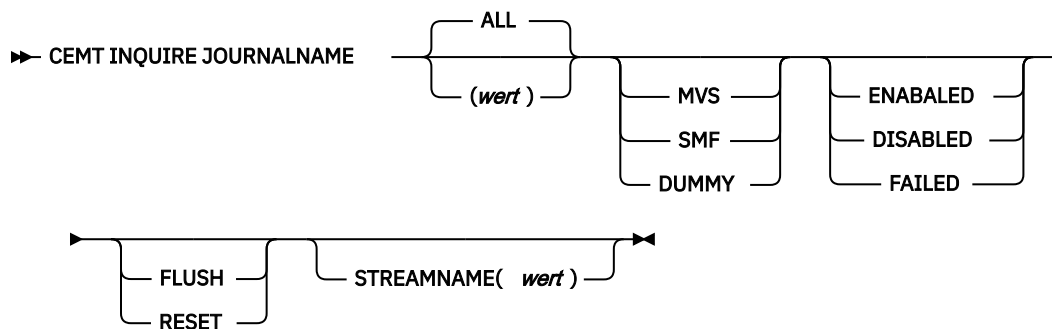 ALL
CEMT INQUIRE JOURNALNAME
(wert)
MVS
ENABALED
SMF
DISABLED
DUMMY
FAILED
FLUSH
STREAMNAME( wert)
RESET